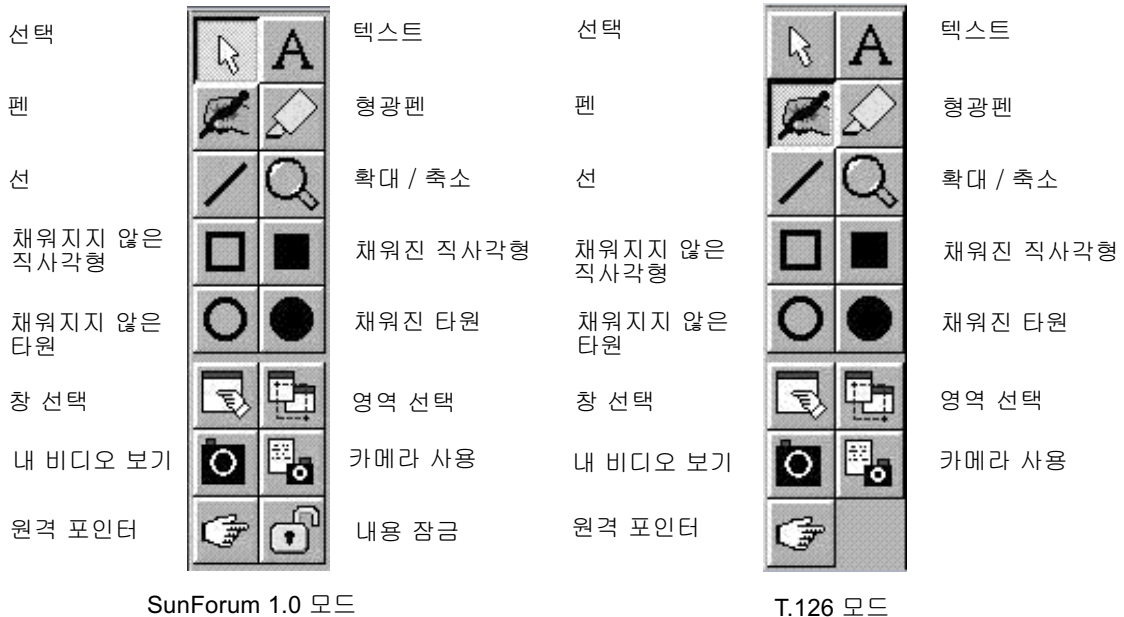 선택
A
텍스트
선택
A
텍스트
펜
형광펜
펜
형광펜
선
확대 / 축소
선
확대 / 축소
채워지지 않은
직사각형
채워진 직사각형
채워지지 않은
직사각형
채워진 직사각형
채워지지 않은
타원
채워진 타원
채워지지 않은
타원
채워진 타원
창 선택
영역 선택
창 선택
영역 선택
내 비디오 보기
카메라 사용
내 비디오 보기
카메라 사용
원격 포인터
내용 잠금
원격 포인터
SunForum 1.0 모드
T.126 모드